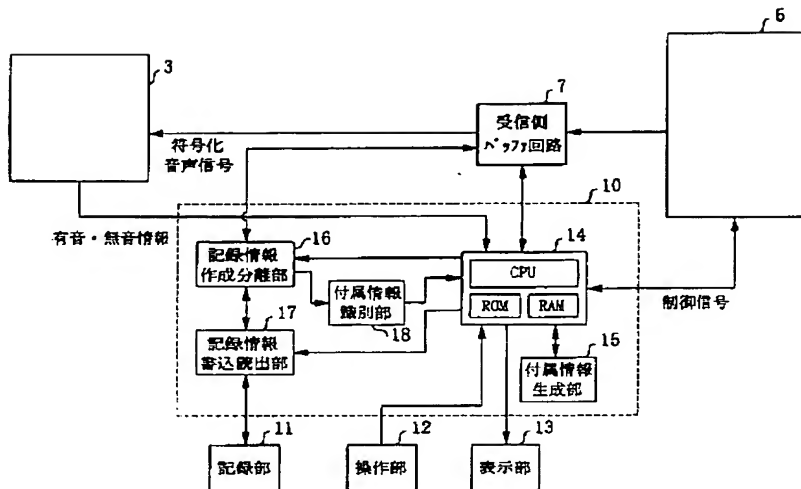 3
6
7
受信側
バッファ回路
符号化
音声信号
10
有音・無音情報
16
14
記録情報
作成分離部
CPU
付属情報
識別部
ROM
RAM
制御信号
17
18
15
記録情報
書込読出部
付属情報
生成部
11
12
13
記録部
操作部
表示部